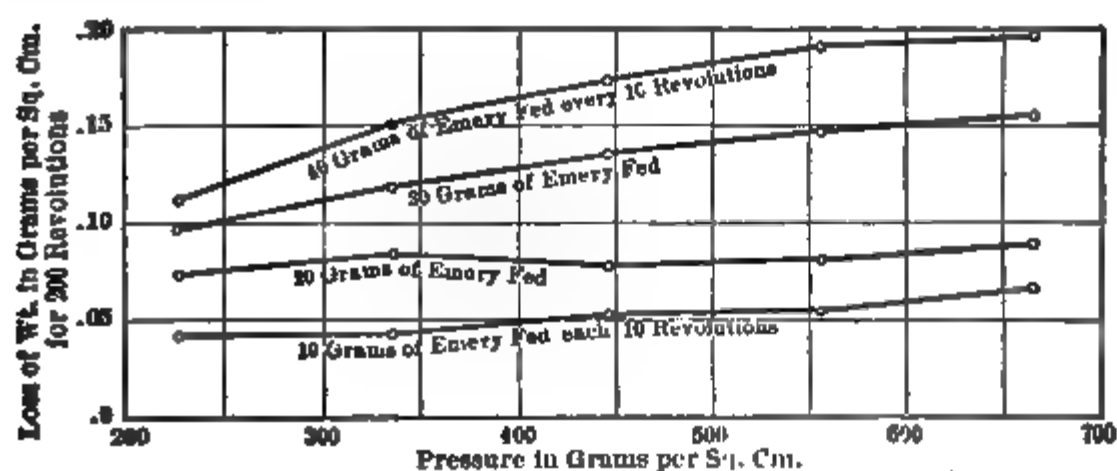 Loss of Wt. in Grams per Sq. Cm.
for 200 Revolutions
.20
.15
.10
.05
.0
40 Grams of Emery Fed every 10 Revolutions
30 Grams of Emery Fed
20 Grams of Emery Fed
10 Grams of Emery Fed each 10 Revolutions
200 300 400 500 600 700
Pressure in Grams per Sq. Cm.